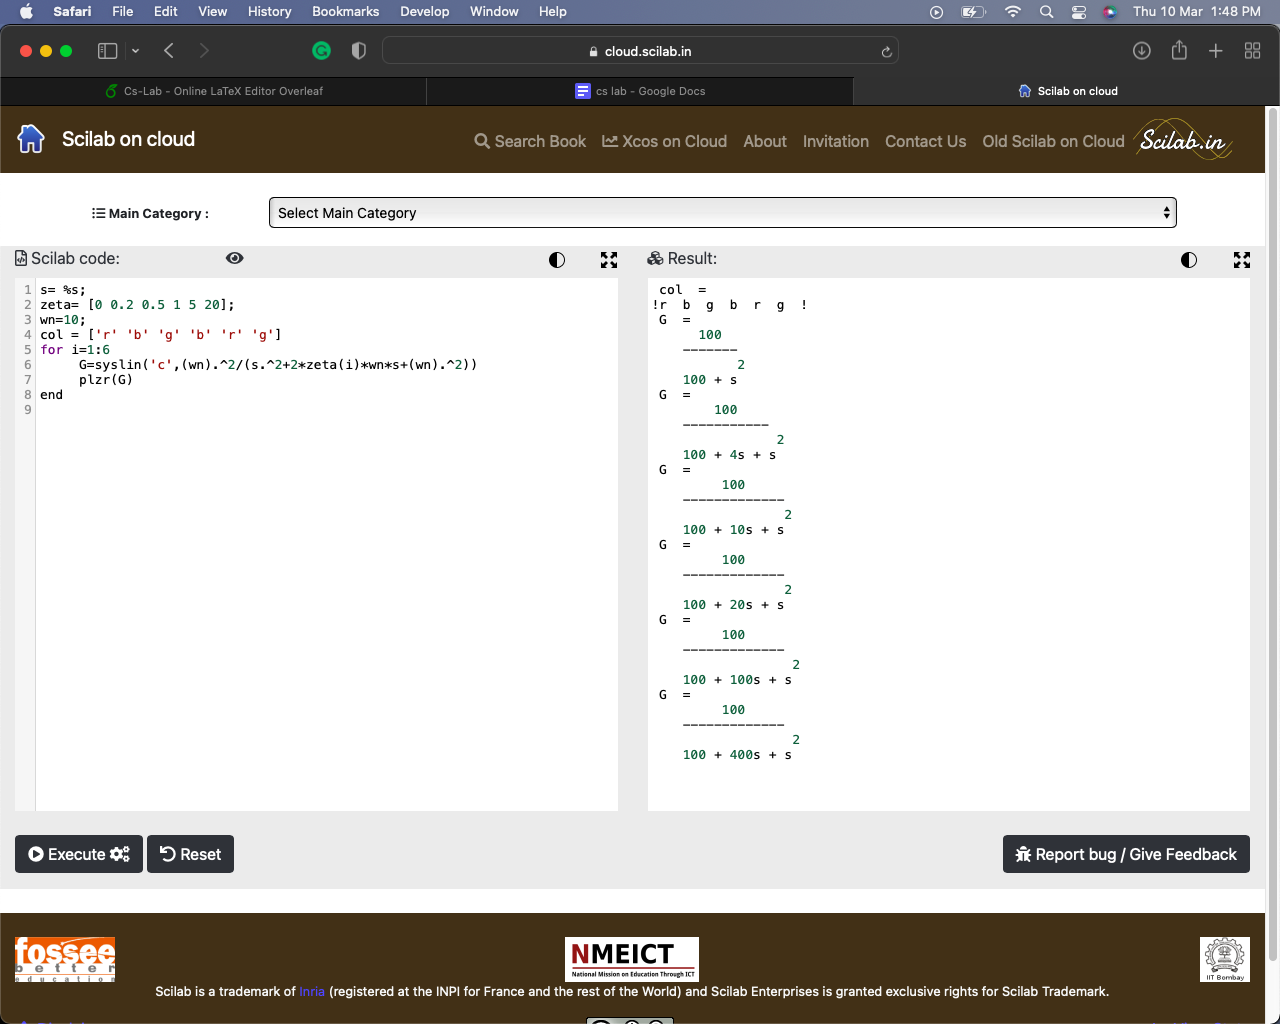 Safari File Edit View History Bookmarks Develop Window Help Thu 10 Mar 1:48 PM
cloud.scilab.in
Cs-Lab - Online LaTeX Editor Overleaf
cs lab - Google Docs
Scilab on cloud
Scilab on cloud
Search Book Xcos on Cloud About Invitation Contact Us Old Scilab on Cloud Scilab.in
Main Category :
Select Main Category
Scilab code:
1 s= %s;
2 zeta= [0 0.2 0.5 1 5 20];
3 wn=10;
4 col = ['r' 'b' 'g' 'b' 'r' 'g']
5 for i=1:6
6 G=syslin('c',(wn).^2/(s.^2+2*zeta(i)*wn*s+(wn).^2))
7 plzr(G)
8 end
9
Result:
col =
!r b g b r g !
G =
100
-------
2
100 + s
G =
100
-----------
2
100 + 4s + s
G =
100
-------------
2
100 + 10s + s
G =
100
-------------
2
100 + 20s + s
G =
100
-------------
2
100 + 100s + s
G =
100
-------------
2
100 + 400s + s
Execute
Reset
Report bug / Give Feedback
fossee
better
education
NMEICT
National Mission on Education Through ICT
IIT Bombay
Scilab is a trademark of Inria (registered at the INPI for France and the rest of the World) and Scilab Enterprises is granted exclusive rights for Scilab Trademark.